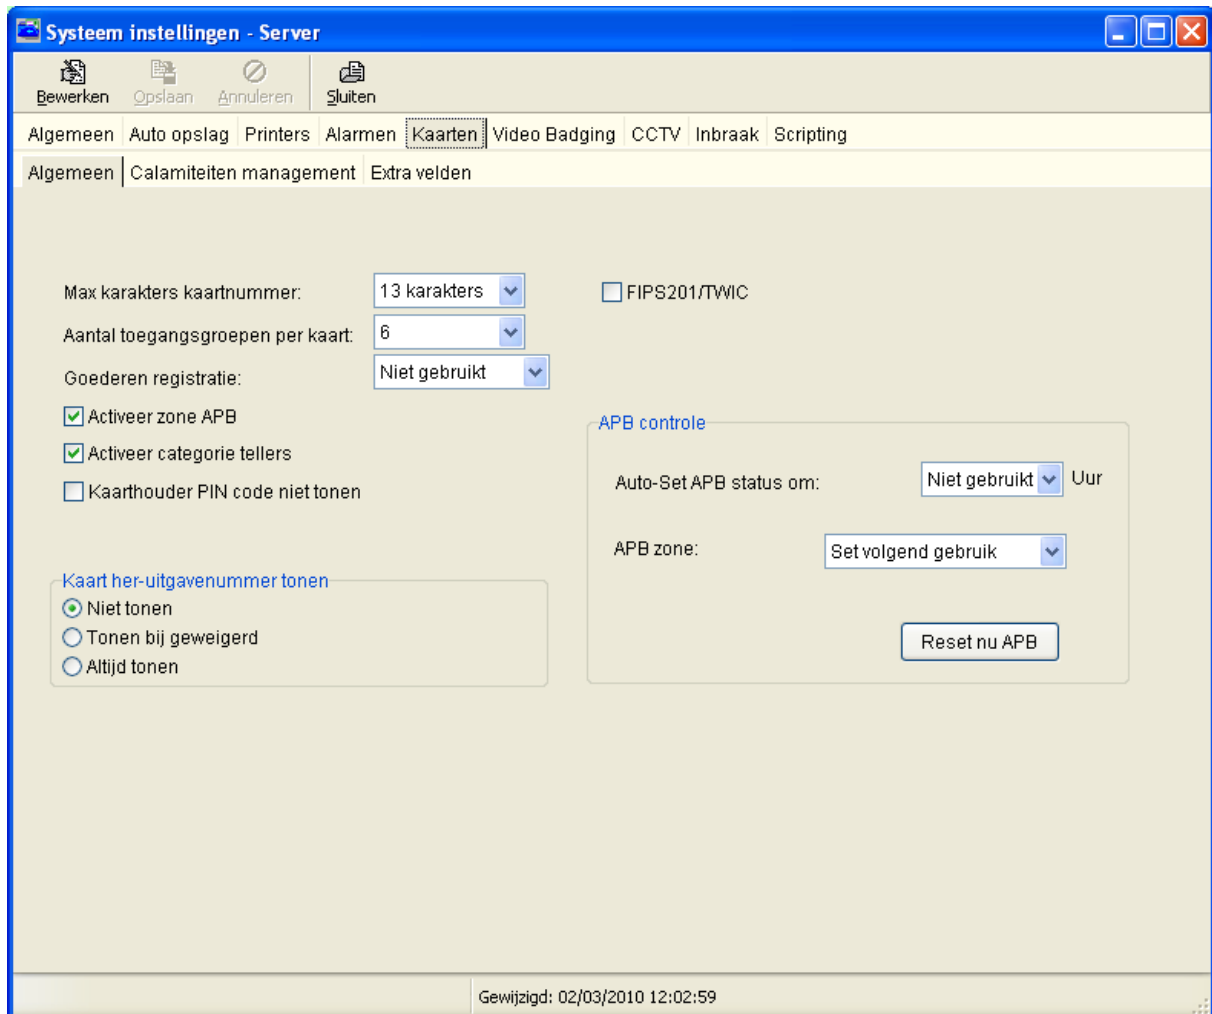 Systeem instellingen - Server
Bewerken Opslaan Annuleren Sluiten
Algemeen Auto opslag Printers Alarmen Kaarten Video Badging CCTV Inbraak Scripting
Algemeen Calamiteiten management Extra velden
Max karakters kaartnummer: 13 karakters FIPS201/TWIC
Aantal toegangsgroepen per kaart: 6
Goederen registratie: Niet gebruikt
Activeer zone APB
Activeer categorie tellers
Kaarthouder PIN code niet tonen
APB controle
Auto-Set APB status om: Niet gebruikt Uur
APB zone: Set volgend gebruik
Reset nu APB
Kaart her-uitgavenummer tonen
Niet tonen
Tonen bij geweigerd
Altijd tonen
Gewijzigd: 02/03/2010 12:02:59